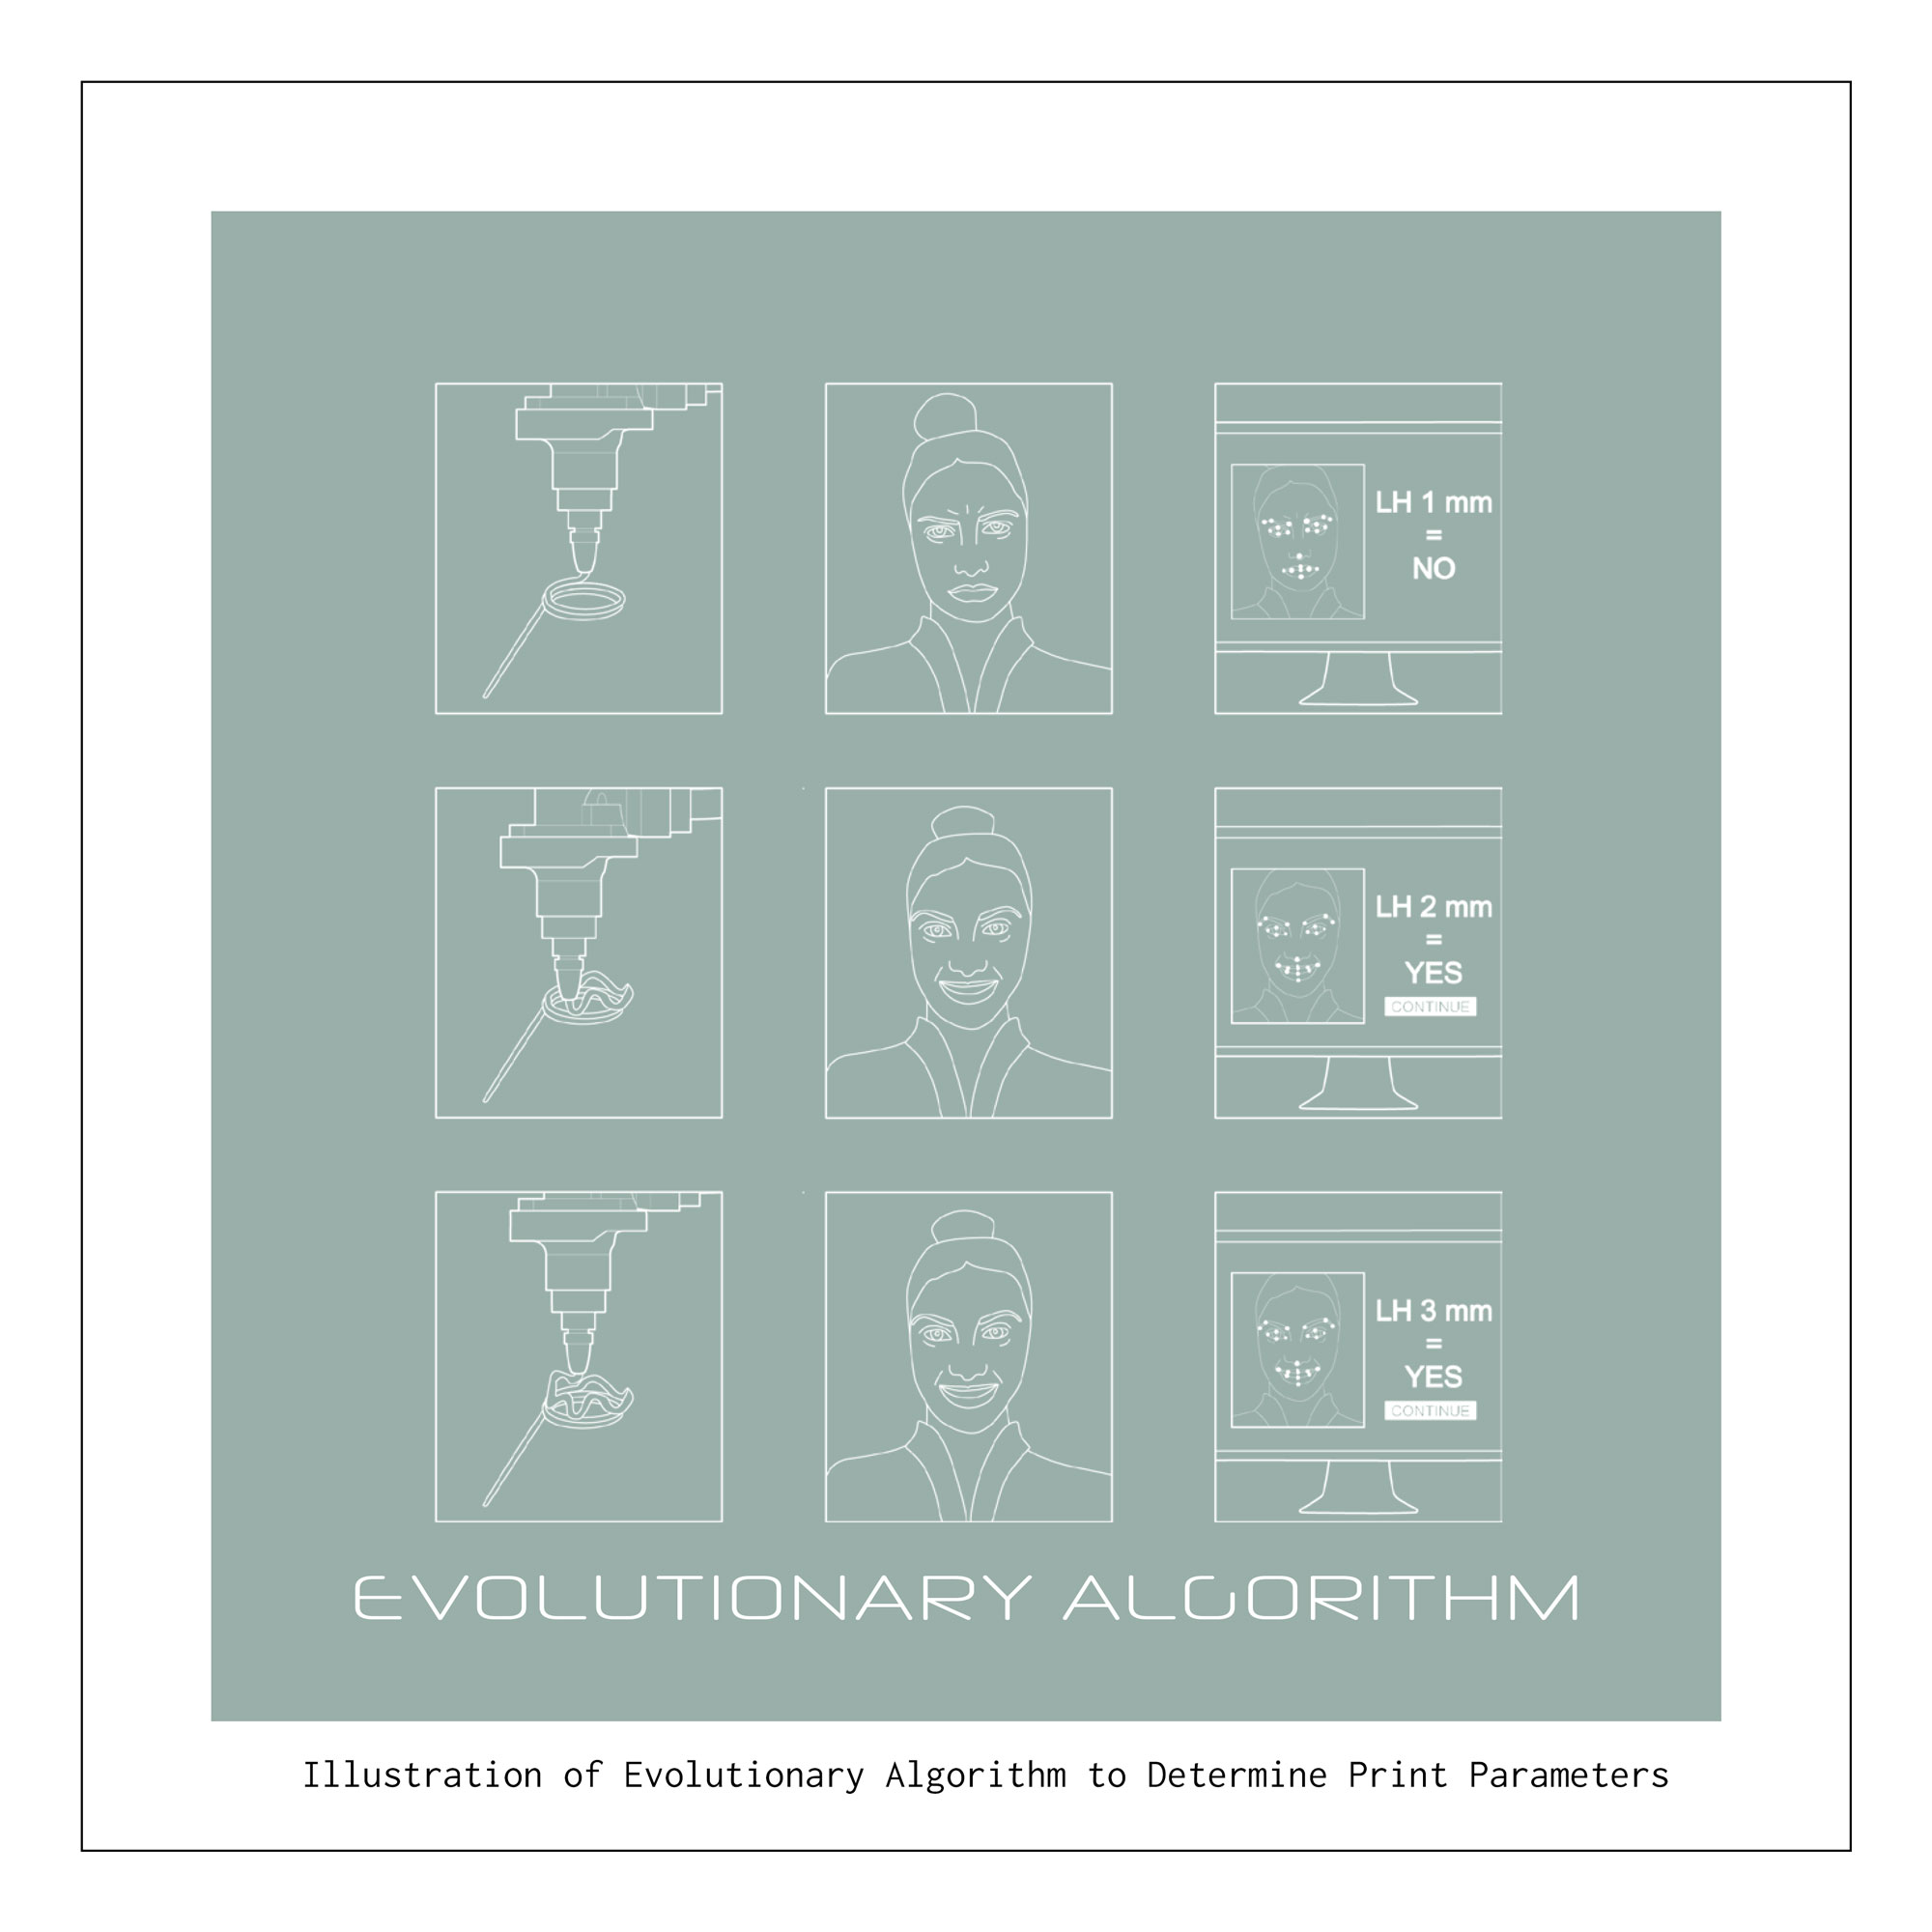 LH 1 mm
=
NO
LH 2 mm
=
YES
CONTINUE
LH 3 mm
=
YES
CONTINUE
EVOLUTIONARY ALGORITHM
Illustration of Evolutionary Algorithm to Determine Print Parameters